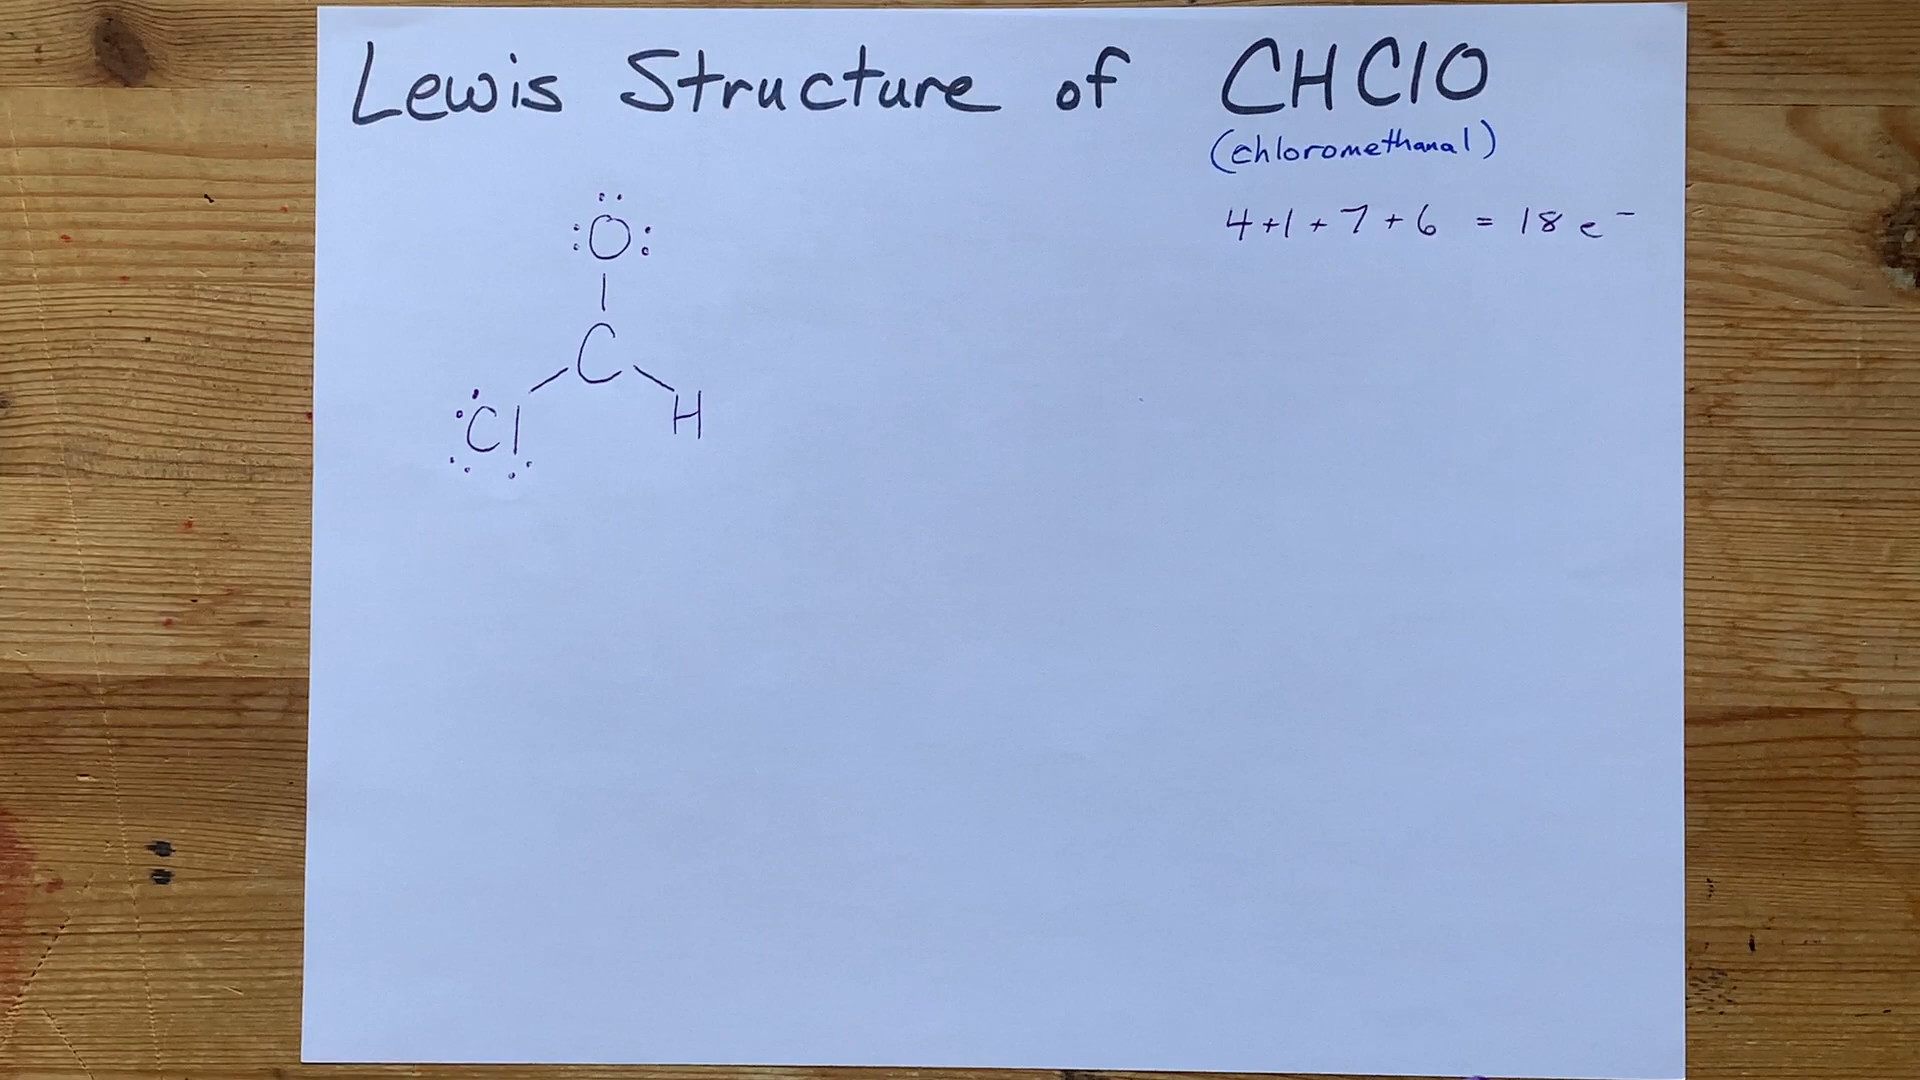 Lewis Structure of CHClO
(chloromethanal)
4+1+7+6 = 18 e⁻
O
C
Cl H